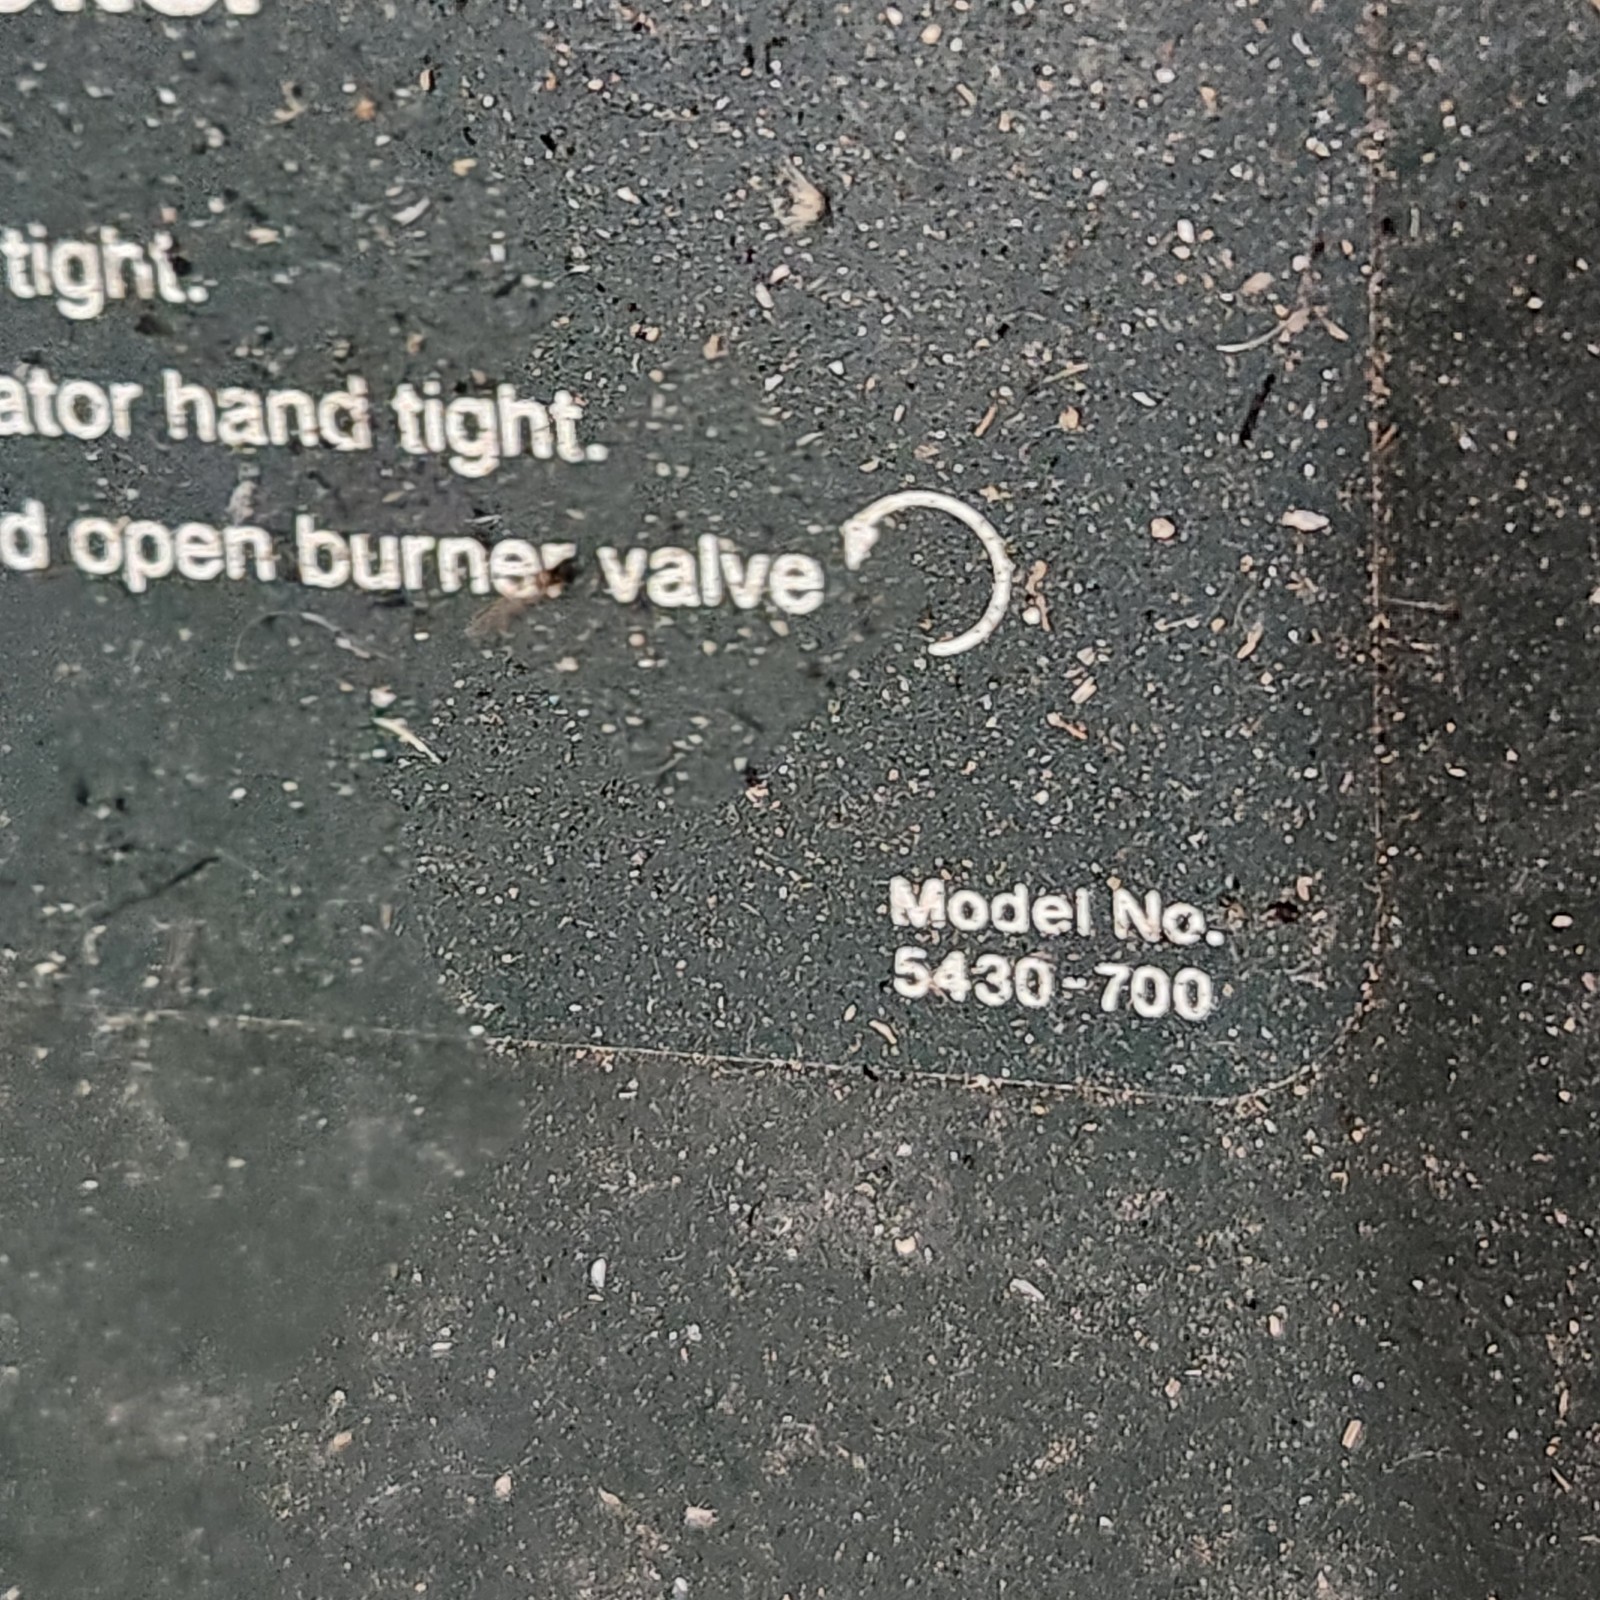 tight.
ator hand tight.
d open burner valve
Model No.
5430-700